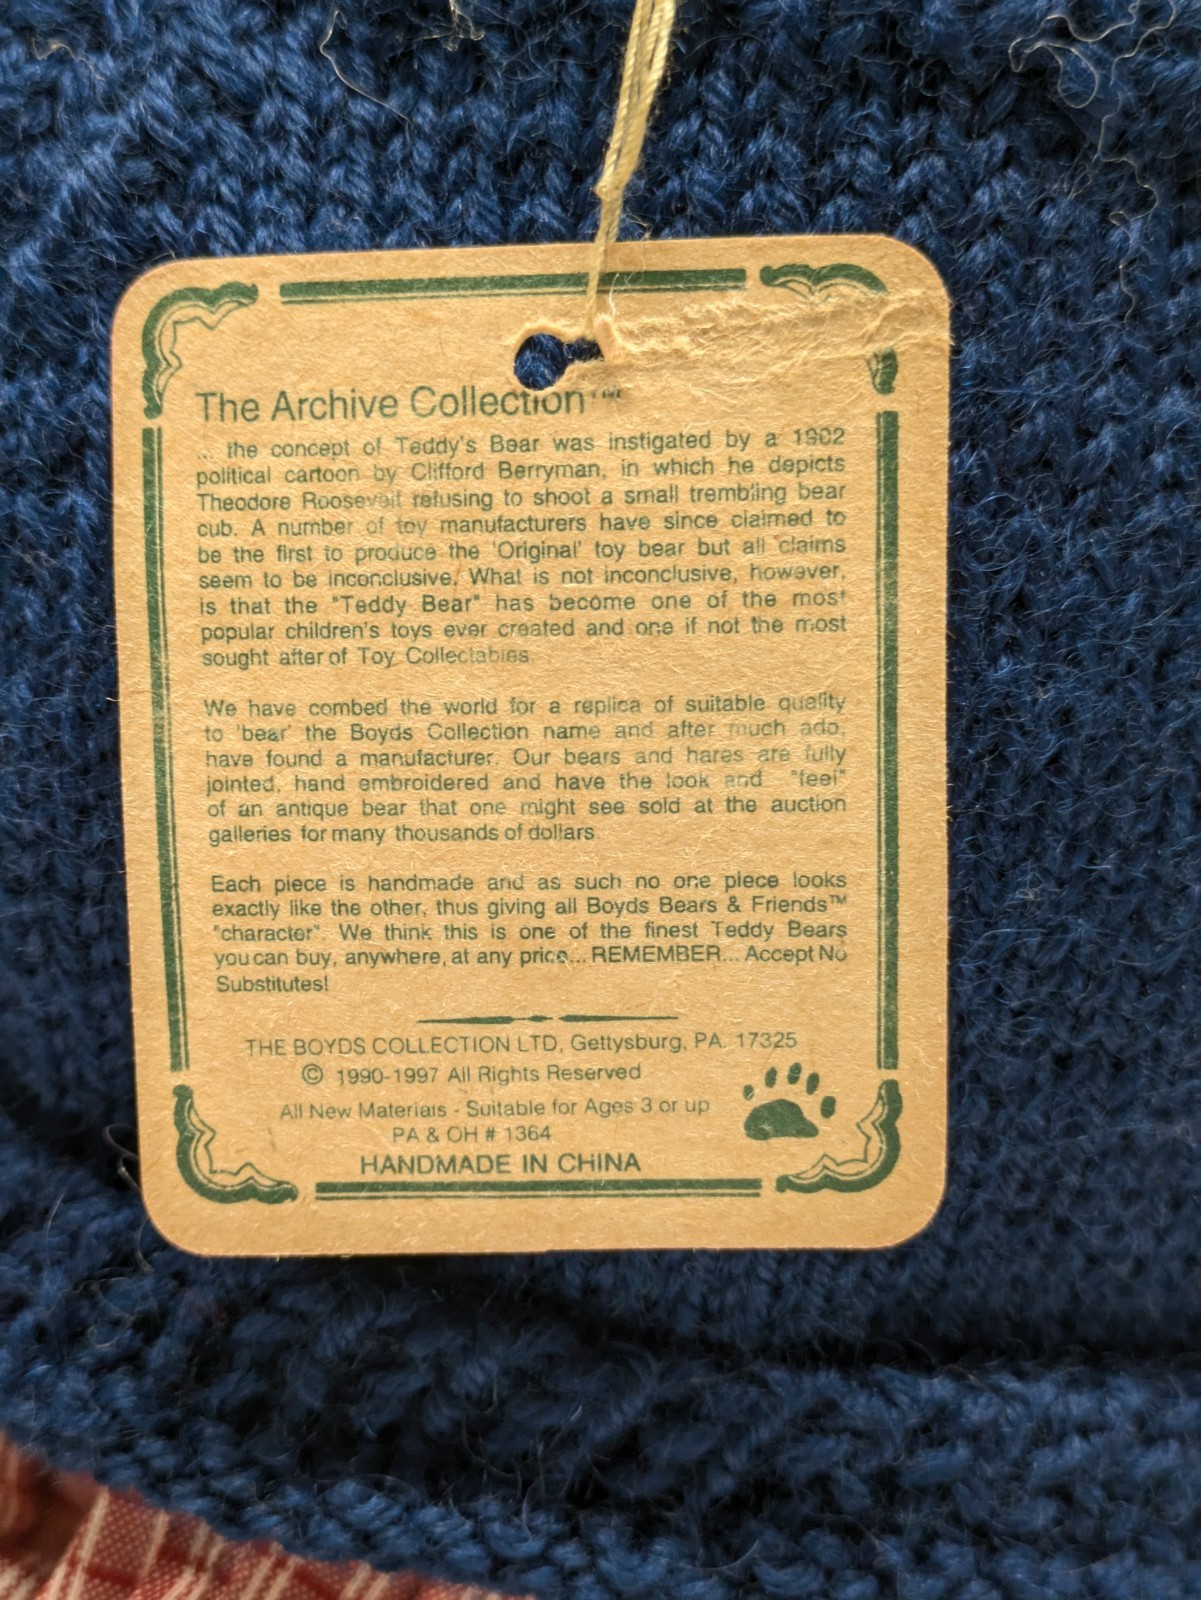 The Archive Collection™
... the concept of Teddy's Bear was instigated by a 1902
political cartoon by Clifford Berryman, in which he depicts
Theodore Roosevelt refusing to shoot a small trembling bear
cub. A number of toy manufacturers have since claimed to
be the first to produce the 'Original' toy bear but all claims
seem to be inconclusive. What is not inconclusive, however,
is that the "Teddy Bear" has become one of the most
popular children's toys ever created and one if not the most
sought after of Toy Collectables.
We have combed the world for a replica of suitable quality
to 'bear' the Boyds Collection name and after much ado,
have found a manufacturer. Our bears and hares are fully
jointed, hand embroidered and have the look and "feel"
of an antique bear that one might see sold at the auction
galleries for many thousands of dollars.
Each piece is handmade and as such no one piece looks
exactly like the other, thus giving all Boyds Bears & Friends™
"character". We think this is one of the finest Teddy Bears
you can buy, anywhere, at any price... REMEMBER... Accept No
Substitutes!
THE BOYDS COLLECTION LTD, Gettysburg, PA. 17325
© 1990-1997 All Rights Reserved
All New Materials - Suitable for Ages 3 or up
PA & OH # 1364
HANDMADE IN CHINA